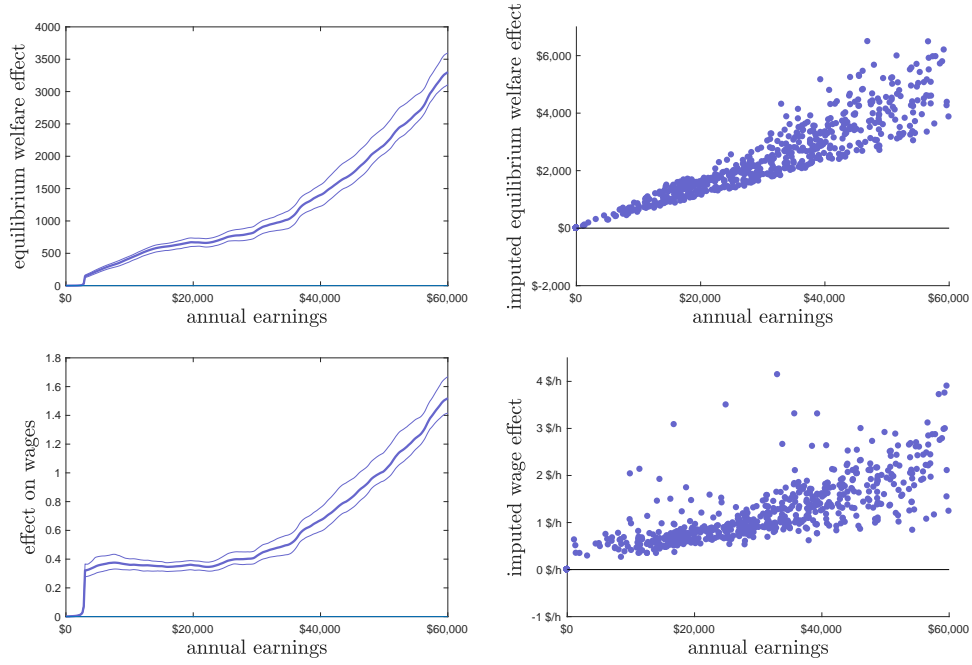 equilibrium welfare effect
4000
3500
3000
2500
2000
1500
1000
500
0
$0
$20,000
$40,000
$60,000
annual earnings
imputed equilibrium welfare effect
$6,000
$4,000
$2,000
$0
$-2,000
$0
$20,000
$40,000
$60,000
annual earnings
effect on wages
1.8
1.6
1.4
1.2
1
0.8
0.6
0.4
0.2
0
$0
$20,000
$40,000
$60,000
annual earnings
imputed wage effect
4 $/h
3 $/h
2 $/h
1 $/h
0 $/h
-1 $/h
$0
$20,000
$40,000
$60,000
annual earnings